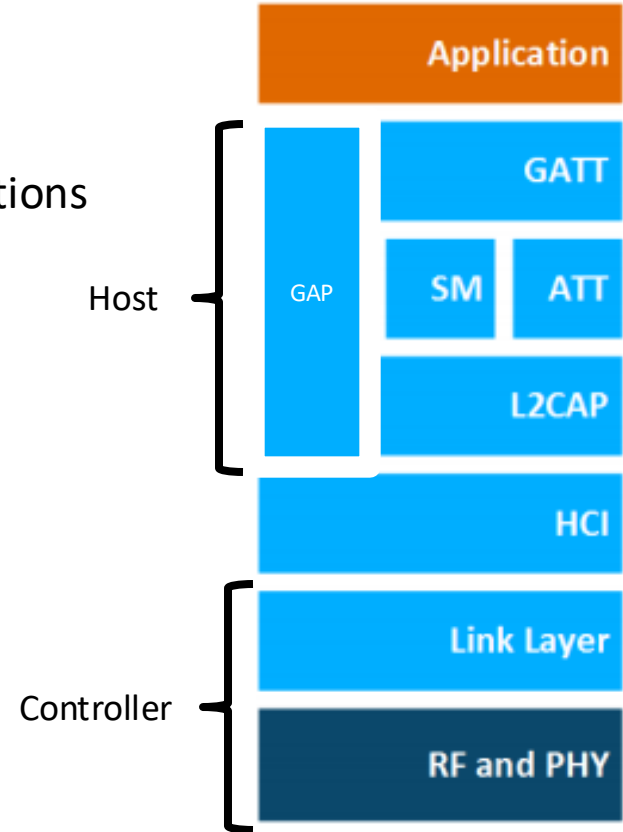 Application
GATT
tions
Host
GAP
SM
ATT
L2CAP
HCI
Link Layer
Controller
RF and PHY